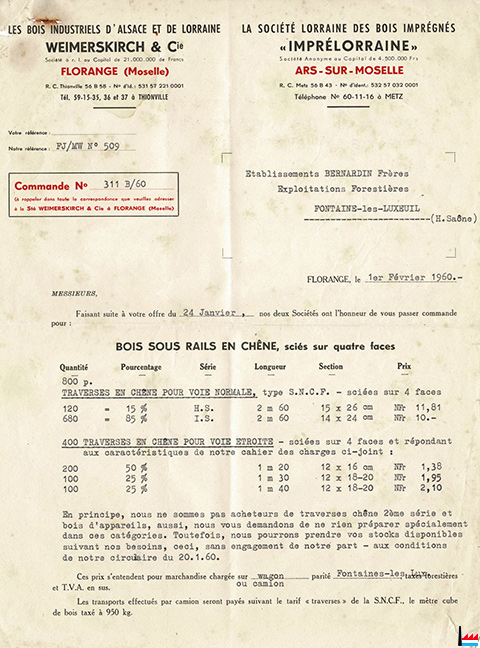 LES BOIS INDUSTRIELS D'ALSACE ET DE LORRAINE
WEIMERSKIRCH & Cie
Société à r. l. au Capital de 21.000.000 de Francs
FLORANGE (Moselle)
R. C. Thionville 56 B 58 - N° d'Id.: 531 57 221 0001
Tél. 59-15-35, 36 et 37 à THIONVILLE
LA SOCIÉTÉ LORRAINE DES BOIS IMPRÉGNÉS
«IMPRÉLORRAINE»
Société Anonyme au Capital de 4.500.000 Frs
ARS-SUR-MOSELLE
R. C. Metz 56 B 43 - N° d'Ident.: 532 57 032 0001
Téléphone N° 60-11-16 à METZ
Votre référence :
Notre référence : FJ/MW N° 509
Commande N° 311 B/60
(à rappeler dans toute la correspondance que veuillez adresser
à la Sté WEIMERSKIRCH & Cie à FLORANGE (Moselle)
Etablissements BERNARDIN Frères
Exploitations Forestières
FONTAINE-les-LUXEUIL
(H.Saône)
FLORANGE, le 1er Février 1960.-
MESSIEURS,
Faisant suite à votre offre du 24 Janvier , nos deux Sociétés ont l'honneur de vous passer commande
pour :
BOIS SOUS RAILS EN CHÊNE, sciés sur quatre faces
Quantité Pourcentage Série Longueur Section Prix
800 p.
TRAVERSES EN CHÊNE POUR VOIE NORMALE, type S.N.C.F. - sciées sur 4 faces
120 = 15 % H.S. 2 m 60 15 x 26 cm NFr 11,81
680 = 85 % I.S. 2 m 60 14 x 24 cm NFr 10.-
400 TRAVERSES EN CHÊNE POUR VOIE ETROITE - sciées sur 4 faces et répondant
aux caractéristiques de notre cahier des charges ci-joint :
200 50 % 1 m 20 12 x 16 cm NFr 1,38
100 25 % 1 m 30 12 x 18-20 NFr 1,95
100 25 % 1 m 40 12 x 18-20 NFr 2,10
En principe, nous ne sommes pas acheteurs de traverses chêne 2ème série et
bois d'appareils, aussi, nous vous demandons de ne rien préparer spécialement
dans ces catégories. Toutefois, nous pourrons prendre vos stocks disponibles
suivant nos besoins, ceci, sans engagement de notre part - aux conditions
de notre circulaire du 20.1.60.
Ces prix s'entendent pour marchandise chargée sur wagon parité Fontaines-les Lux. taxes forestières
ou camion
et T.V.A. en sus.
Les transports effectués par camion seront payés suivant le tarif « traverses » de la S.N.C.F., le mètre cube
de bois taxé à 950 kg.